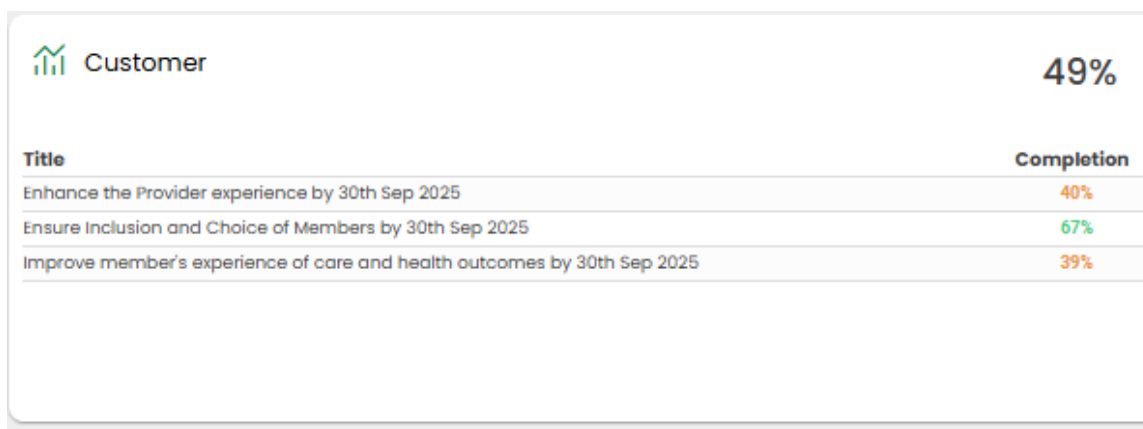 Customer
49%
Title Completion
Enhance the Provider experience by 30th Sep 2025 40%
Ensure Inclusion and Choice of Members by 30th Sep 2025 67%
Improve member's experience of care and health outcomes by 30th Sep 2025 39%